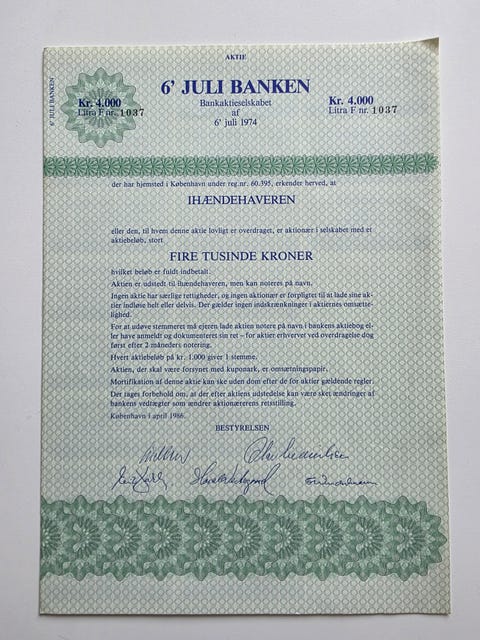 AKTIE
6' JULI BANKEN
Bankaktieselskabet
af
6' juli 1974
6' JULI BANKEN
Kr. 4.000
Litra F nr. 1037
Kr. 4.000
Litra F nr. 1037
der har hjemsted i København under reg.nr. 60.395, erkender herved, at
IHÆNDEHAVEREN
eller den, til hvem denne aktie lovligt er overdraget, er aktionær i selskabet med et
aktiebeløb, stort
FIRE TUSINDE KRONER
hvilket beløb er fuldt indbetalt.
Aktien er udstedt til ihændehaveren, men kan noteres på navn.
Ingen aktie har særlige rettigheder, og ingen aktionær er forpligtet til at lade sine ak-
tier indløse helt eller delvis. Der gælder ingen indskrænkninger i aktiernes omsætte-
lighed.
For at udøve stemmeret må ejeren lade aktien notere på navn i bankens aktiebog el-
ler have anmeldt og dokumenteret sin ret – for aktier erhvervet ved overdragelse dog
først efter 2 måneders notering.
Hvert aktiebeløb på kr. 1.000 giver 1 stemme.
Aktien, der skal være forsynet med kuponark, er omsætningspapir.
Mortifikation af denne aktie kan ske uden dom efter de for aktier gældende regler.
Der tages forbehold om, at der efter aktiens udstedelse kan være sket ændringer af
bankens vedtægter som ændrer aktionærerens retsstilling.
København i april 1986.
BESTYRELSEN